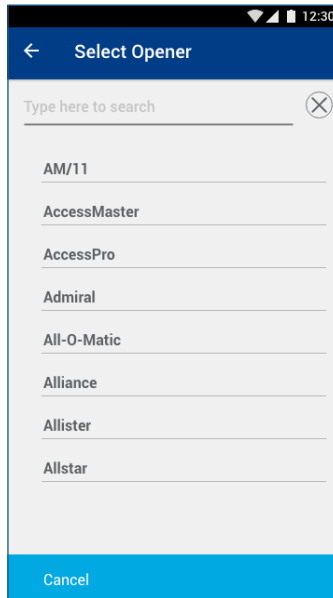 12:30
Select Opener
Type here to search
AM/11
AccessMaster
AccessPro
Admiral
All-O-Matic
Alliance
Allister
Allstar
Cancel